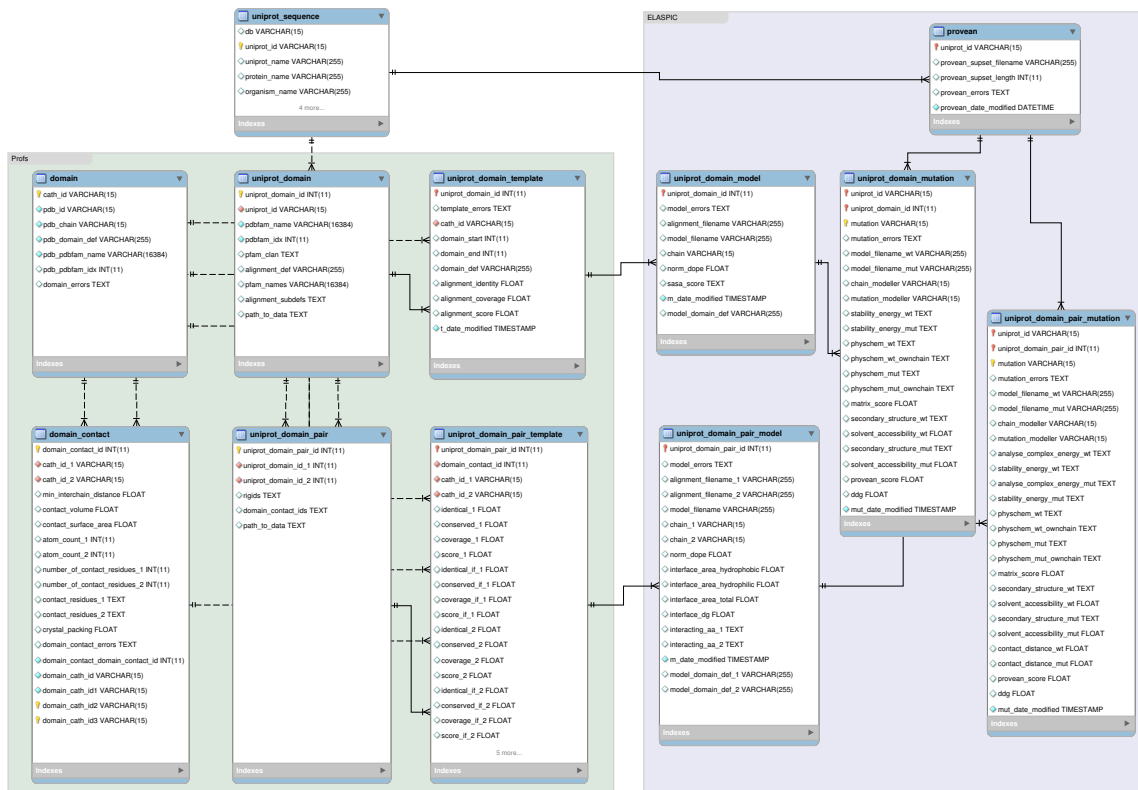 uniprot_sequence
db VARCHAR(15)
uniprot_id VARCHAR(15)
uniprot_name VARCHAR(255)
protein_name VARCHAR(255)
organism_name VARCHAR(255)
4 more...
Indexes
ELASPIC
provean
uniprot_id VARCHAR(15)
provean_supset_filename VARCHAR(255)
provean_supset_length INT(11)
provean_errors TEXT
provean_date_modified DATETIME
Indexes
Profs
domain
cath_id VARCHAR(15)
pdb_id VARCHAR(15)
pdb_chain VARCHAR(15)
pdb_domain_def VARCHAR(255)
pdb_pdbfam_name VARCHAR(16384)
pdb_pdbfam_idx INT(11)
domain_errors TEXT
Indexes
uniprot_domain
uniprot_domain_id INT(11)
uniprot_id VARCHAR(15)
pdbfam_name VARCHAR(16384)
pdbfam_idx INT(11)
pfam_clan TEXT
alignment_def VARCHAR(255)
pfam_names VARCHAR(16384)
alignment_subdefs TEXT
path_to_data TEXT
Indexes
uniprot_domain_template
uniprot_domain_id INT(11)
template_errors TEXT
cath_id VARCHAR(15)
domain_start INT(11)
domain_end INT(11)
domain_def VARCHAR(255)
alignment_identity FLOAT
alignment_coverage FLOAT
alignment_score FLOAT
t_date_modified TIMESTAMP
Indexes
uniprot_domain_model
uniprot_domain_id INT(11)
model_errors TEXT
alignment_filename VARCHAR(255)
model_filename VARCHAR(255)
chain VARCHAR(15)
norm_dope FLOAT
sasa_score TEXT
m_date_modified TIMESTAMP
model_domain_def VARCHAR(255)
Indexes
uniprot_domain_mutation
uniprot_id VARCHAR(15)
uniprot_domain_id INT(11)
mutation VARCHAR(15)
mutation_errors TEXT
model_filename_wt VARCHAR(255)
model_filename_mut VARCHAR(255)
chain_modeller VARCHAR(15)
mutation_modeller VARCHAR(15)
stability_energy_wt TEXT
stability_energy_mut TEXT
physchem_wt TEXT
physchem_wt_ownchain TEXT
physchem_mut TEXT
physchem_mut_ownchain TEXT
matrix_score FLOAT
secondary_structure_wt TEXT
solvent_accessibility_wt FLOAT
secondary_structure_mut TEXT
solvent_accessibility_mut FLOAT
provean_score FLOAT
ddg FLOAT
mut_date_modified TIMESTAMP
Indexes
uniprot_domain_pair_mutation
uniprot_id VARCHAR(15)
uniprot_domain_pair_id INT(11)
mutation VARCHAR(15)
mutation_errors TEXT
model_filename_wt VARCHAR(255)
model_filename_mut VARCHAR(255)
chain_modeller VARCHAR(15)
mutation_modeller VARCHAR(15)
analyse_complex_energy_wt TEXT
stability_energy_wt TEXT
analyse_complex_energy_mut TEXT
stability_energy_mut TEXT
physchem_wt TEXT
physchem_wt_ownchain TEXT
physchem_mut TEXT
physchem_mut_ownchain TEXT
matrix_score FLOAT
secondary_structure_wt TEXT
solvent_accessibility_wt FLOAT
secondary_structure_mut TEXT
solvent_accessibility_mut FLOAT
contact_distance_wt FLOAT
contact_distance_mut FLOAT
provean_score FLOAT
ddg FLOAT
mut_date_modified TIMESTAMP
Indexes
domain_contact
domain_contact_id INT(11)
cath_id_1 VARCHAR(15)
cath_id_2 VARCHAR(15)
min_interchain_distance FLOAT
contact_volume FLOAT
contact_surface_area FLOAT
atom_count_1 INT(11)
atom_count_2 INT(11)
number_of_contact_residues_1 INT(11)
number_of_contact_residues_2 INT(11)
contact_residues_1 TEXT
contact_residues_2 TEXT
crystal_packing FLOAT
domain_contact_errors TEXT
domain_contact_domain_contact_id INT(11)
domain_cath_id VARCHAR(15)
domain_cath_id1 VARCHAR(15)
domain_cath_id2 VARCHAR(15)
domain_cath_id3 VARCHAR(15)
Indexes
uniprot_domain_pair
uniprot_domain_pair_id INT(11)
uniprot_domain_id_1 INT(11)
uniprot_domain_id_2 INT(11)
rigids TEXT
domain_contact_ids TEXT
path_to_data TEXT
Indexes
uniprot_domain_pair_template
uniprot_domain_pair_id INT(11)
domain_contact_id INT(11)
cath_id_1 VARCHAR(15)
cath_id_2 VARCHAR(15)
identical_1 FLOAT
conserved_1 FLOAT
coverage_1 FLOAT
score_1 FLOAT
identical_if_1 FLOAT
conserved_if_1 FLOAT
coverage_if_1 FLOAT
score_if_1 FLOAT
identical_2 FLOAT
conserved_2 FLOAT
coverage_2 FLOAT
score_2 FLOAT
identical_if_2 FLOAT
conserved_if_2 FLOAT
coverage_if_2 FLOAT
score_if_2 FLOAT
5 more...
Indexes
uniprot_domain_pair_model
uniprot_domain_pair_id INT(11)
model_errors TEXT
alignment_filename_1 VARCHAR(255)
alignment_filename_2 VARCHAR(255)
model_filename VARCHAR(255)
chain_1 VARCHAR(15)
chain_2 VARCHAR(15)
norm_dope FLOAT
interface_area_hydrophobic FLOAT
interface_area_hydrophilic FLOAT
interface_area_total FLOAT
interface_dg FLOAT
interacting_aa_1 TEXT
interacting_aa_2 TEXT
m_date_modified TIMESTAMP
model_domain_def_1 VARCHAR(255)
model_domain_def_2 VARCHAR(255)
Indexes